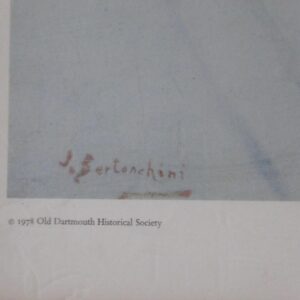 J. Bertonchini
© 1978 Old Dartmouth Historical Society